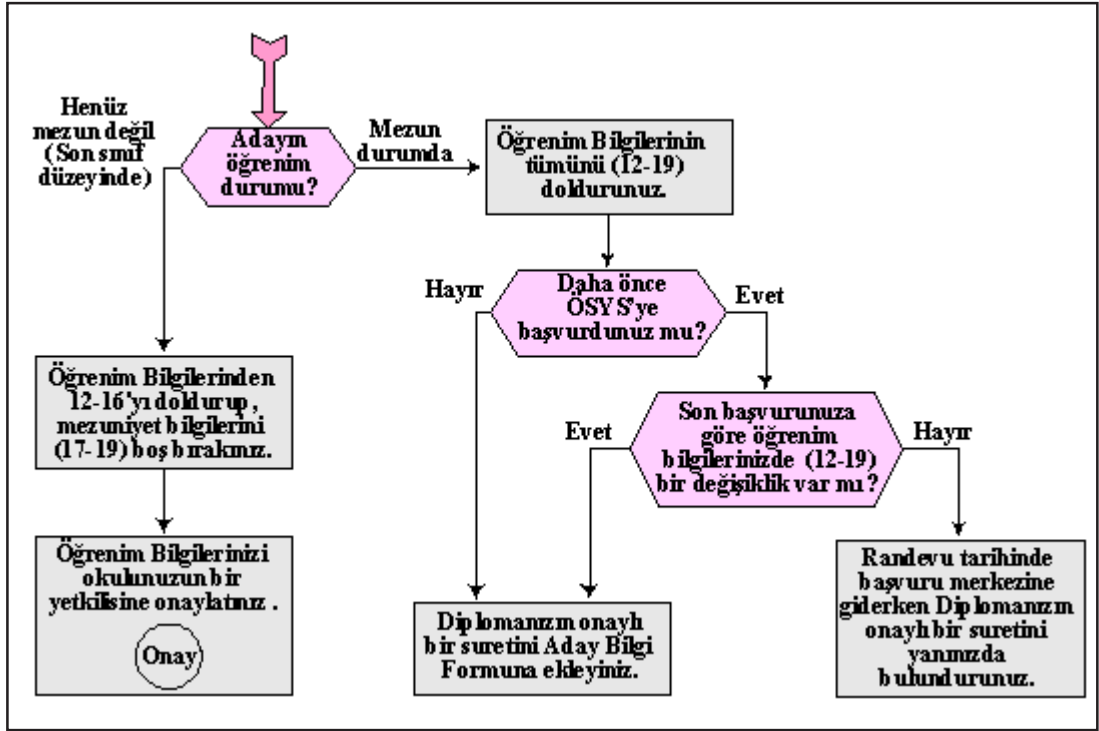 Henüz
mezun değil
(Son sınıf
düzeyinde)
Adayın
öğrenim
durumu?
Mezun
durumda
Öğrenim Bilgilerinin
tümünü (12-19)
doldurunuz.
Hayır
Daha önce
ÖSYS'ye
başvurdunuz mu?
Evet
Öğrenim Bilgilerinden
12-16'yı doldurup,
mezuniyet bilgilerini
(17-19) boş bırakınız.
Evet
Son başvurunuza
göre öğrenim
bilgilerinizde (12-19)
bir değişiklik var mı?
Hayır
Öğrenim Bilgilerinizi
okulunuzun bir
yetkilisine onaylatınız.
Onay
Diplomanızın onaylı
bir suretini Aday Bilgi
Formuna ekleyiniz.
Randevu tarihinde
başvuru merkezine
giderken Diplomanızın
onaylı bir suretini
yanınızda
bulundurunuz.